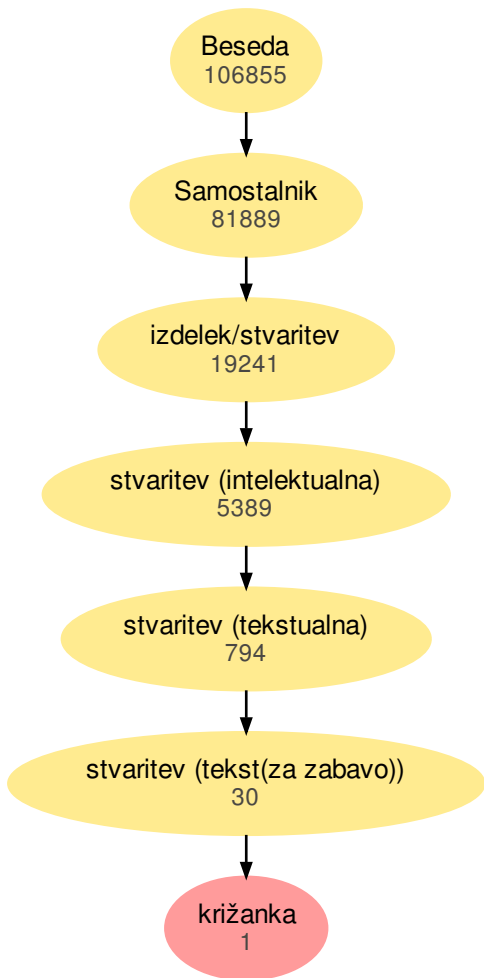 Beseda
106855
Samostalnik
81889
izdelek/stvaritev
19241
stvaritev (intelektualna)
5389
stvaritev (tekstualna)
794
stvaritev (tekst(za zabavo))
30
križanka
1